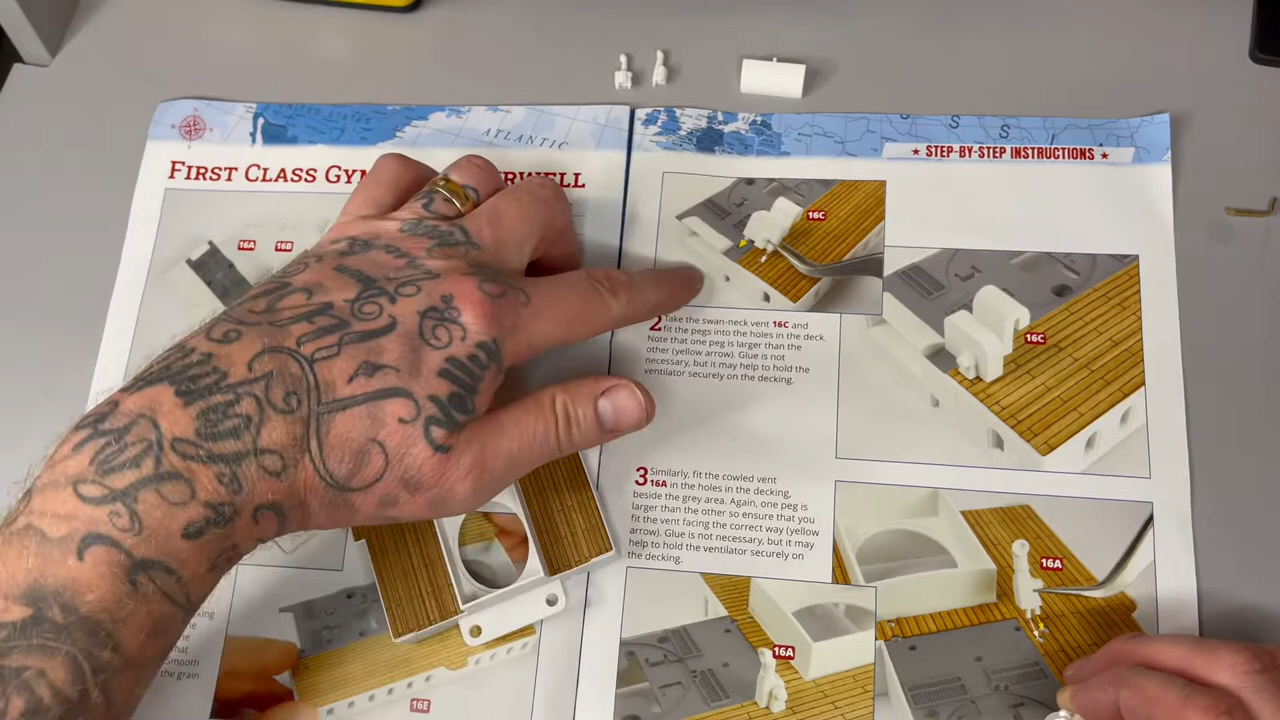 ATLANTIC
FIRST CLASS GY
RWELL
16A
16B
16E
the
Smooth
the grain
★ STEP-BY-STEP INSTRUCTIONS ★
16C
16C
2 Take the swan-neck vent 16C and
fit the pegs into the holes in the deck.
Note that one peg is larger than the
other (yellow arrow). Glue is not
necessary, but it may help to hold the
ventilator securely on the decking.
3 Similarly, fit the cowled vent
16A in the holes in the decking,
beside the grey area. Again, one peg is
larger than the other so ensure that you
fit the vent facing the correct way (yellow
arrow). Glue is not necessary, but it may
help to hold the ventilator securely on
the decking.
16A
16A